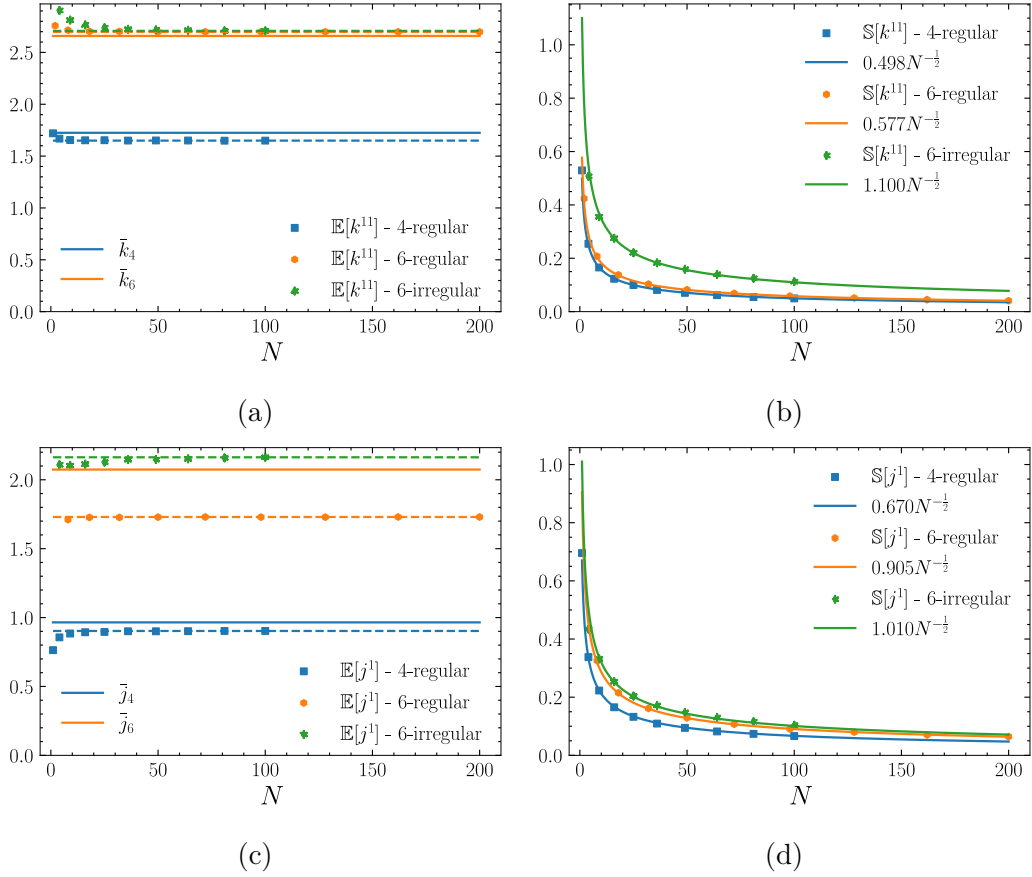 2.5
2.0
1.5
1.0
0.5
0.0
0 50 100 150 200
N
k̄₄
k̄₆
𝔼[k¹¹] - 4-regular
𝔼[k¹¹] - 6-regular
𝔼[k¹¹] - 6-irregular
(a)
1.0
0.8
0.6
0.4
0.2
0.0
0 50 100 150 200
N
𝕊[k¹¹] - 4-regular
0.498N^{-1/2}
𝕊[k¹¹] - 6-regular
0.577N^{-1/2}
𝕊[k¹¹] - 6-irregular
1.100N^{-1/2}
(b)
2.0
1.5
1.0
0.5
0.0
0 50 100 150 200
N
j̄₄
j̄₆
𝔼[j¹] - 4-regular
𝔼[j¹] - 6-regular
𝔼[j¹] - 6-irregular
(c)
1.0
0.8
0.6
0.4
0.2
0.0
0 50 100 150 200
N
𝕊[j¹] - 4-regular
0.670N^{-1/2}
𝕊[j¹] - 6-regular
0.905N^{-1/2}
𝕊[j¹] - 6-irregular
1.010N^{-1/2}
(d)